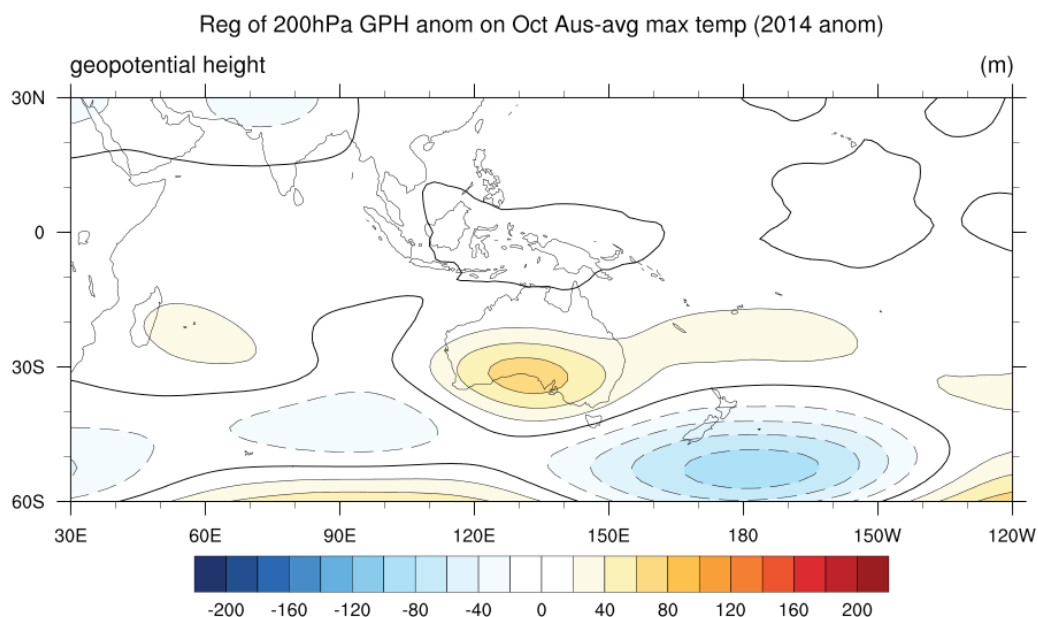 Reg of 200hPa GPH anom on Oct Aus-avg max temp (2014 anom)
geopotential height (m)
30N
0
30S
60S
30E 60E 90E 120E 150E 180 150W 120W
-200 -160 -120 -80 -40 0 40 80 120 160 200